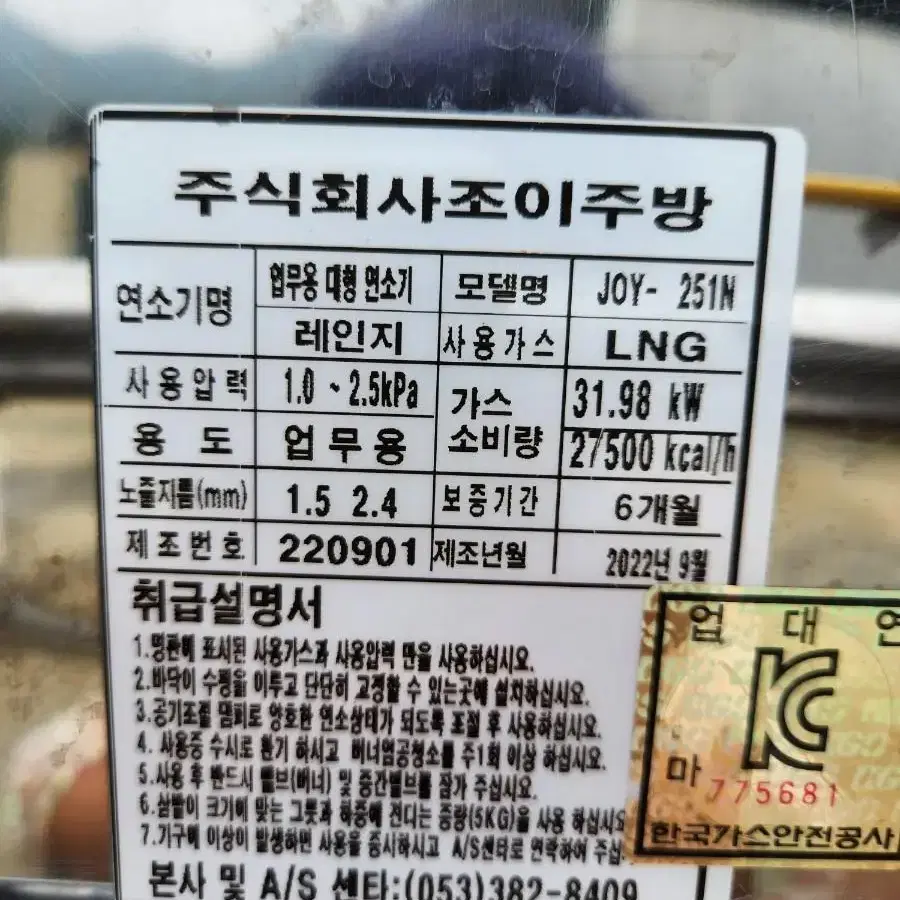 주식회사조이주방
연소기명 업무용 대형 연소기 모델명 JOY- 251N
레인지 사용가스 LNG
사용압력 1.0 ~ 2.5kPa 가스 소비량 31.98 kW
용 도 업무용 27500 kcal/h
노즐지름(mm) 1.5 2.4 보증기간 6개월
제조번호 220901 제조년월 2022년 9월
취급설명서
1.명판에 표시된 사용가스과 사용압력 만을 사용하십시요.
2.바닥이 수평을 이루고 단단히 고정할 수 있는곳에 설치하십시요.
3.공기조절 댐퍼로 양호한 연소상태가 되도록 조절 후 사용하십시요.
4. 사용중 수시로 환기 하시고 버너염공청소를 주1회 이상 하십시요.
5.사용 후 반드시 밸브(버너) 및 중간밸브를 잠가 주십시요.
6.삼발이 크기에 맞는 그릇과 하중에 견디는 중량(5KG)을 사용 하십시요
7.기구에 이상이 발생하면 사용을 중시하시고 A/S센타로 연락하여 주십
본사 및 A/S 센타:(053)382-8409
업 대 연
KC
마 775681
한국가스안전공사